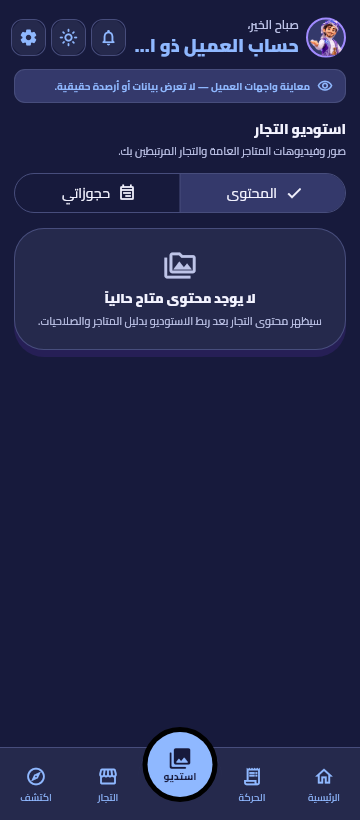 صباح الخير،
حساب العميل ذو ا...
معاينة واجهات العميل — لا تعرض بيانات أو أرصدة حقيقية.
استوديو التجار
صور وفيديوهات المتاجر العامة والتجار المرتبطين بك.
المحتوى
حجوزاتي
لا يوجد محتوى متاح حالياً
سيظهر محتوى التجار بعد ربط الاستوديو بدليل المتاجر والصلاحيات.
الرئيسية
الحركة
استديو
التجار
اكتشف